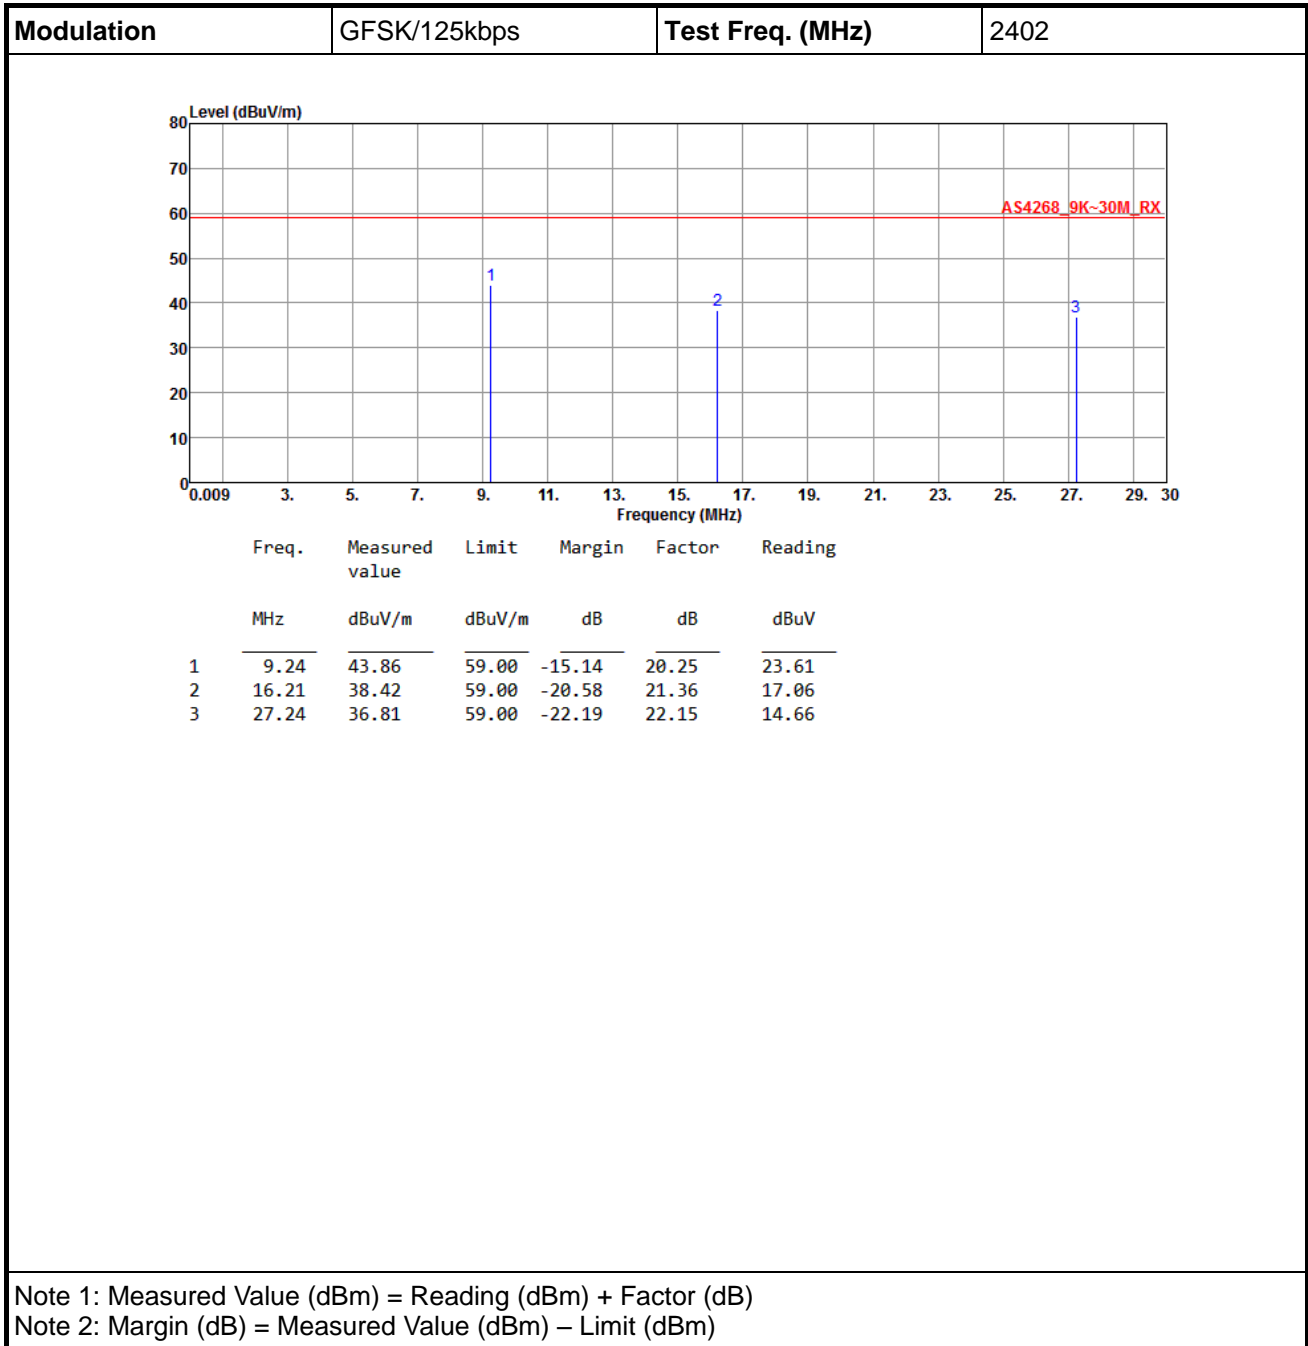 Modulation GFSK/125kbps Test Freq. (MHz) 2402
Level (dBuV/m)
80
70
60
AS4268_9K~30M_RX
50
1
40
2
3
30
20
10
0
0.009 3. 5. 7. 9. 11. 13. 15. 17. 19. 21. 23. 25. 27. 29. 30
Frequency (MHz)
Freq. Measured Limit Margin Factor Reading
value
MHz dBuV/m dBuV/m dB dB dBuV
1 9.24 43.86 59.00 -15.14 20.25 23.61
2 16.21 38.42 59.00 -20.58 21.36 17.06
3 27.24 36.81 59.00 -22.19 22.15 14.66
Note 1: Measured Value (dBm) = Reading (dBm) + Factor (dB)
Note 2: Margin (dB) = Measured Value (dBm) – Limit (dBm)